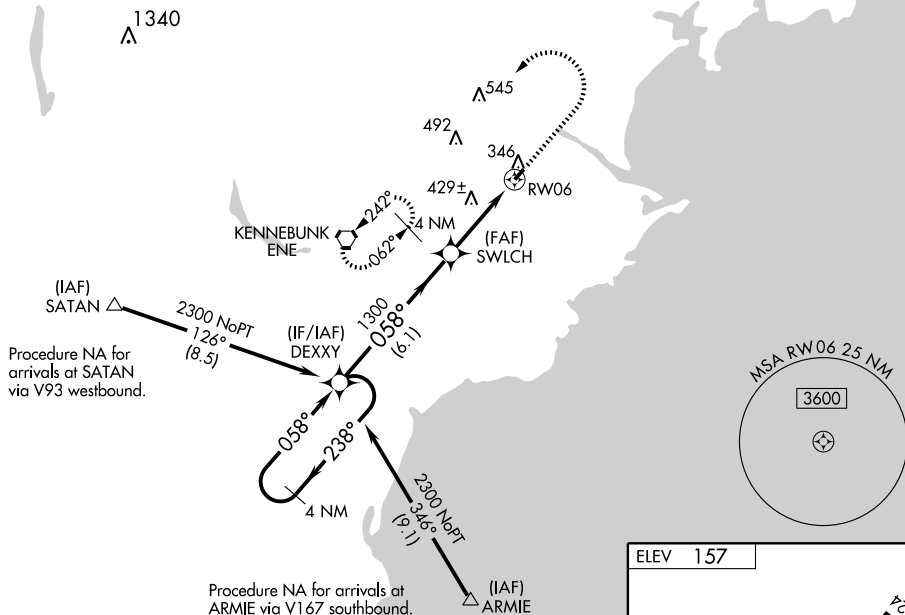 1340
545
492
346
RW06
429±
242°
062°
4 NM
KENNEBUNK
ENE
(FAF)
SWLCH
(IAF)
SATAN
2300 NoPT
126°
(8.5)
(IF/IAF)
DEXXY
1300
058°
(6.1)
Procedure NA for
arrivals at SATAN
via V93 westbound.
MSA RW06 25 NM
3600
058°
238°
4 NM
2300 NoPT
346°
(9.1)
Procedure NA for arrivals at
ARMIE via V167 southbound.
(IAF)
ARMIE
ELEV 157